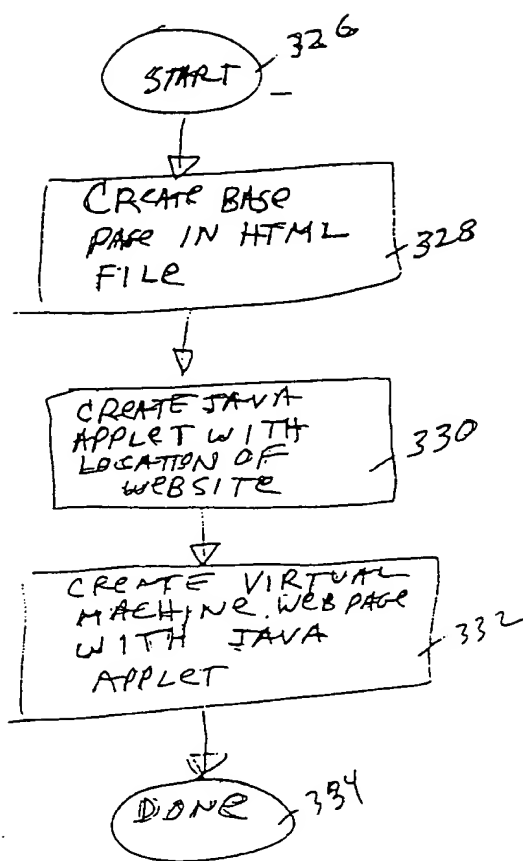 START
326
CREATE BASE
PAGE IN HTML
FILE
328
CREATE JAVA
APPLET WITH
LOCATION OF
WEBSITE
330
CREATE VIRTUAL
MACHINE WEB PAGE
WITH JAVA
APPLET
332
DONE
334